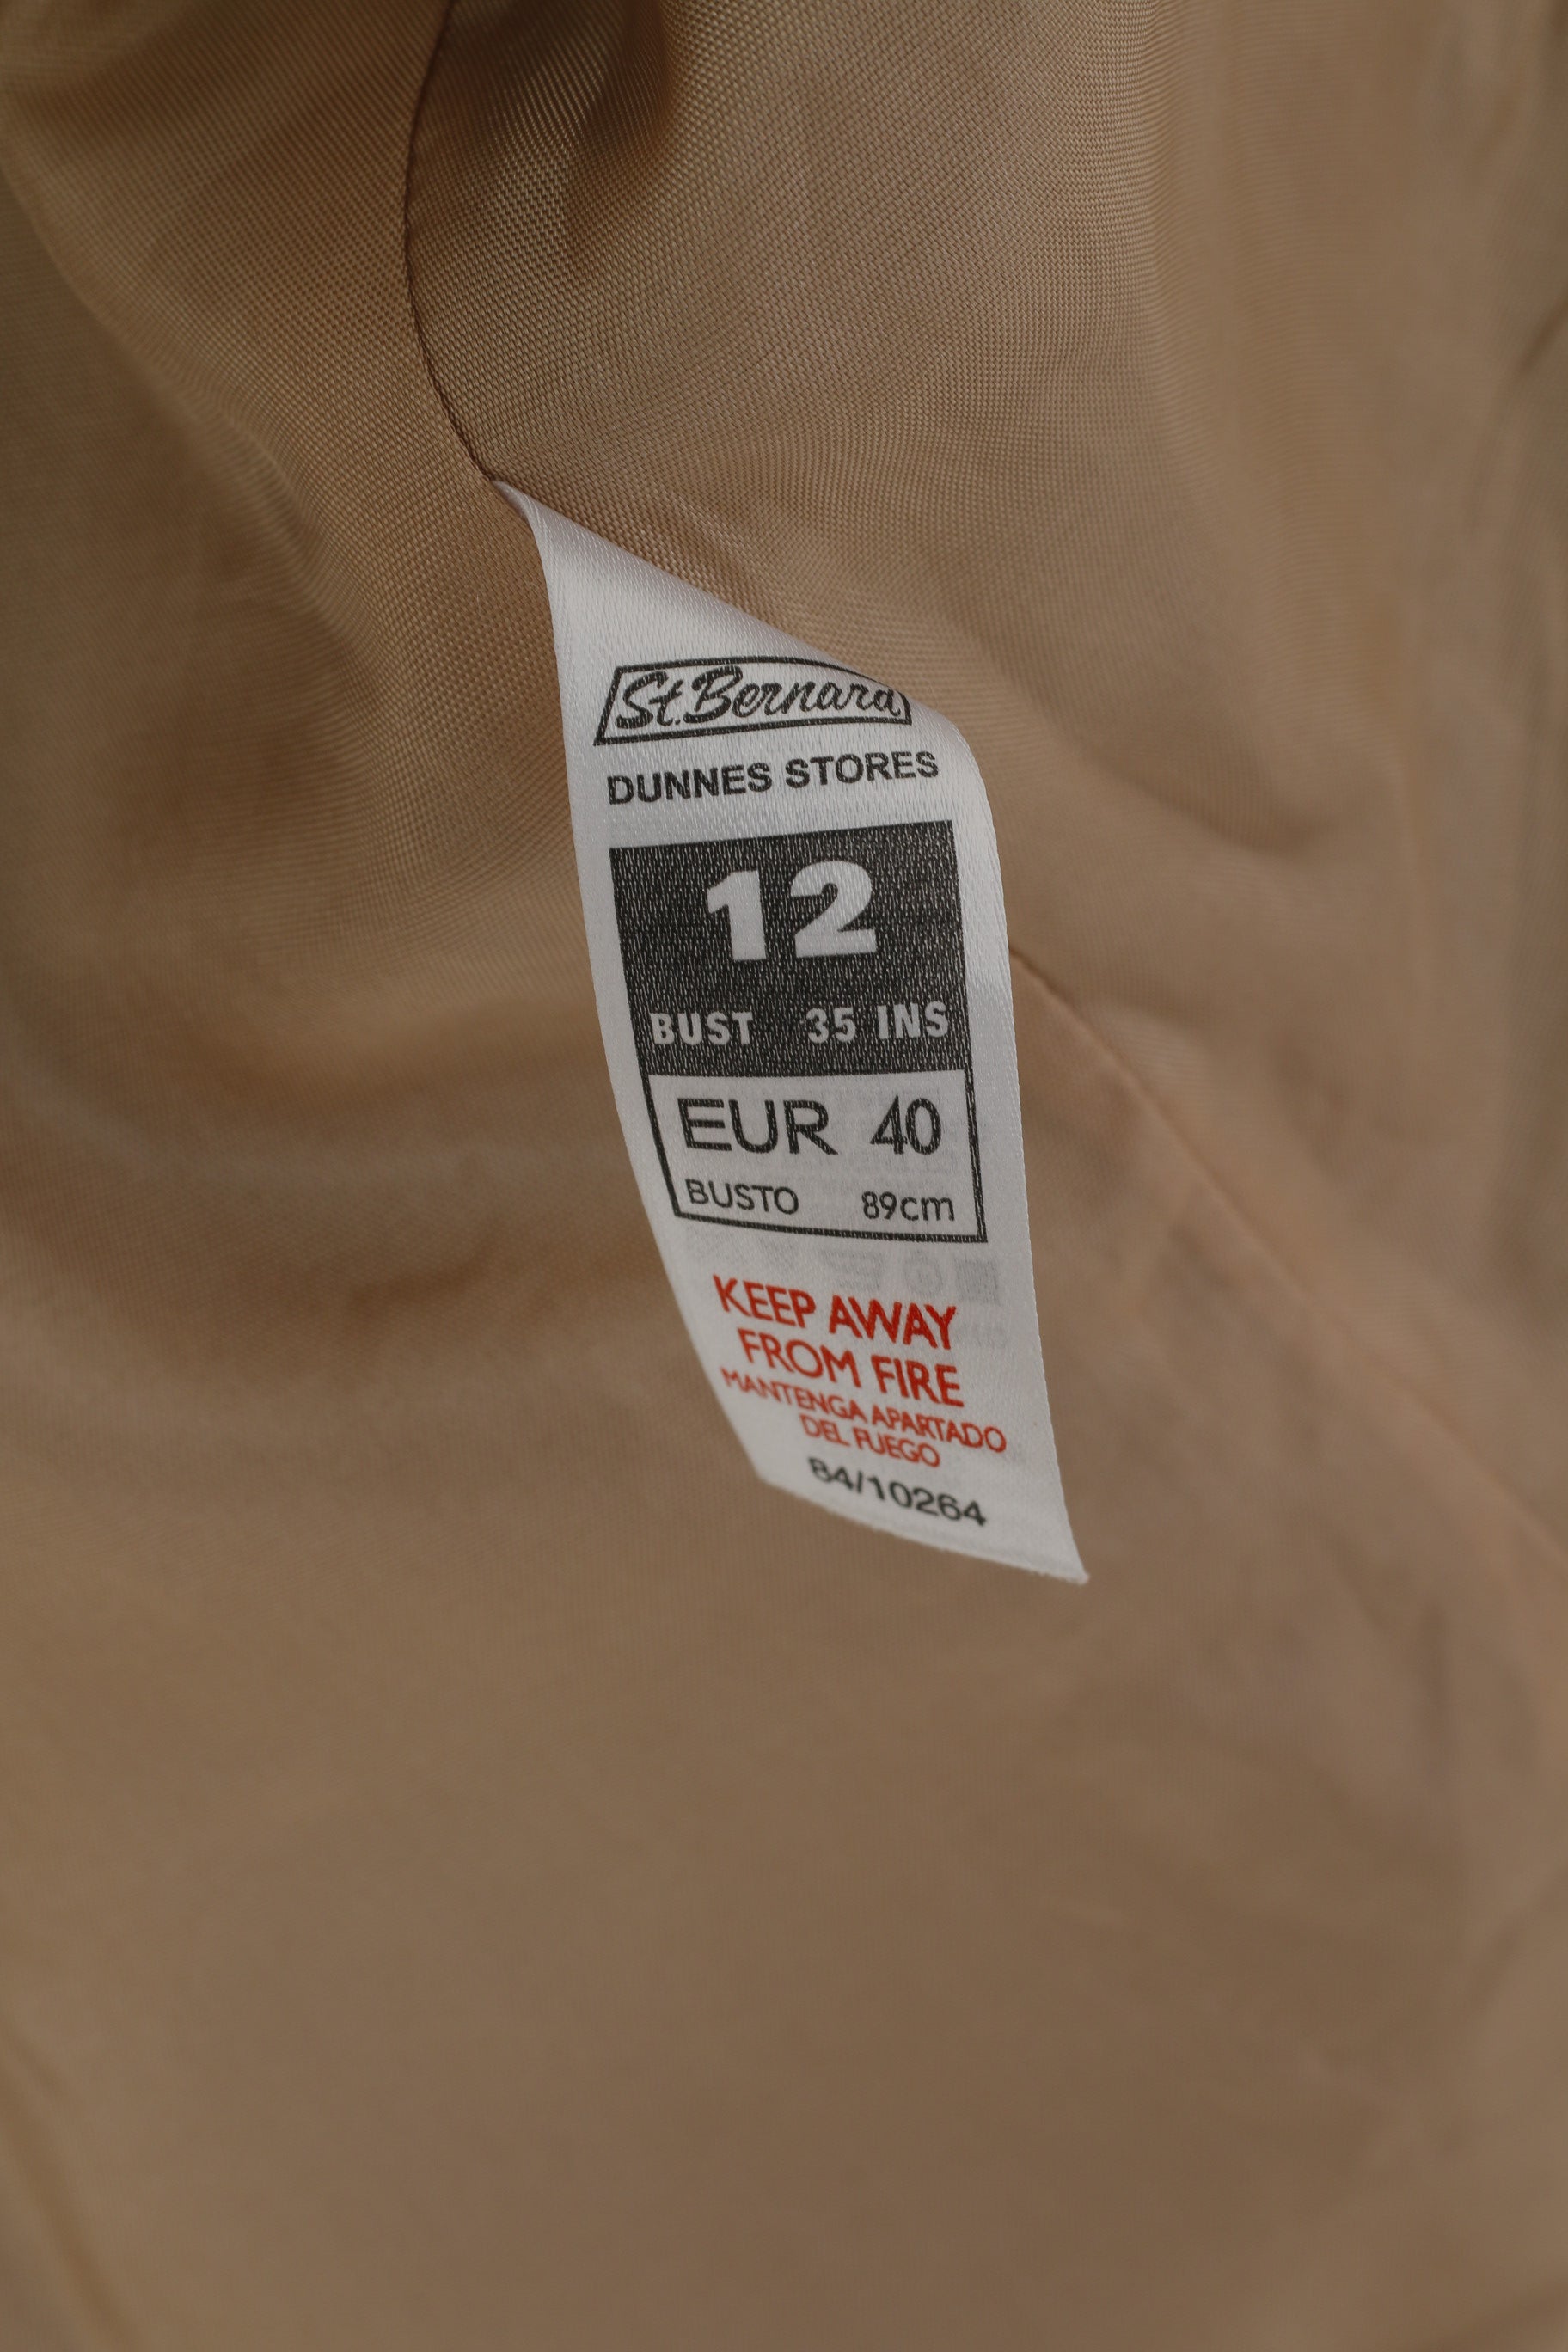 St.Bernard
DUNNES STORES
12
BUST 35 INS
EUR 40
BUSTO 89cm
KEEP AWAY
FROM FIRE
MANTENGA APARTADO
DEL FUEGO
84/10264